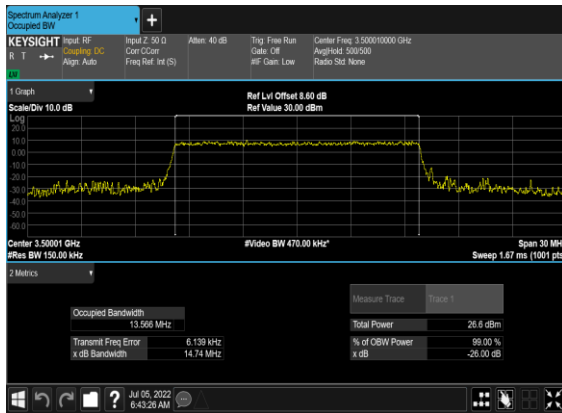 Spectrum Analyzer 1
Occupied BW
KEYSIGHT Input: RF Input Z: 50 Ω Atten: 40 dB Trig: Free Run Center Freq: 3.500010000 GHz
R T Coupling: DC Corr CCorr Gate: Off Avg|Hold: 500/500
Align: Auto Freq Ref: Int (S) #IF Gain: Low Radio Std: None
1 Graph
Ref Lvl Offset 8.60 dB
Scale/Div 10.0 dB Ref Value 30.00 dBm
Log
20.0
10.0
0.00
-10.0
-20.0
-30.0
-40.0
-50.0
-60.0
Center 3.50001 GHz #Video BW 470.00 kHz* Span 30 MH
#Res BW 150.00 kHz Sweep 1.67 ms (1001 pts
2 Metrics
Measure Trace Trace 1
Occupied Bandwidth
13.566 MHz Total Power 26.6 dBm
Transmit Freq Error 6.139 kHz % of OBW Power 99.00 %
x dB Bandwidth 14.74 MHz x dB -26.00 dB
Jul 05, 2022
6:43:26 AM